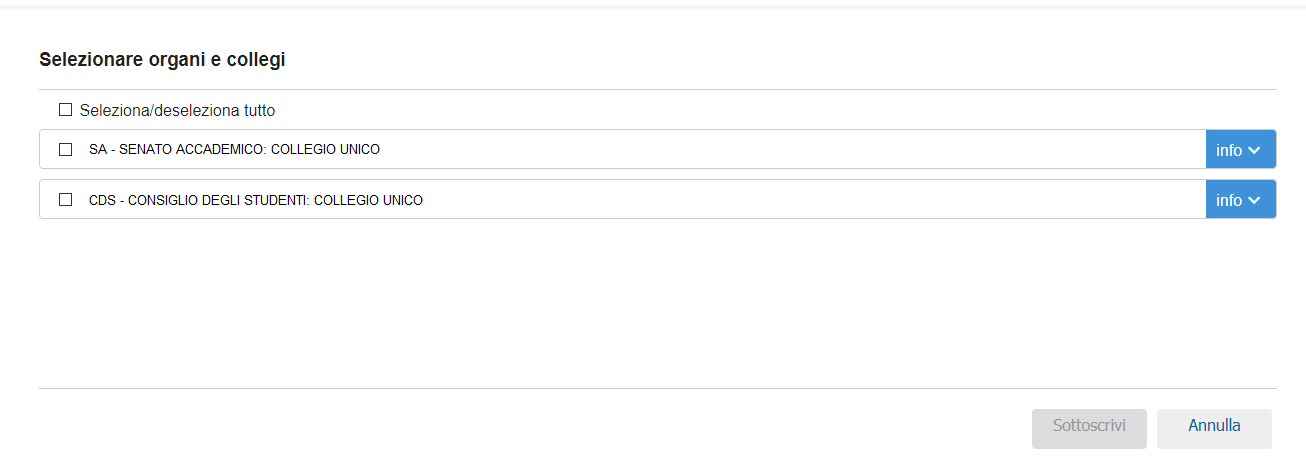 Selezionare organi e collegi
Seleziona/deseleziona tutto
SA - SENATO ACCADEMICO: COLLEGIO UNICO info
CDS - CONSIGLIO DEGLI STUDENTI: COLLEGIO UNICO info
Sottoscrivi Annulla